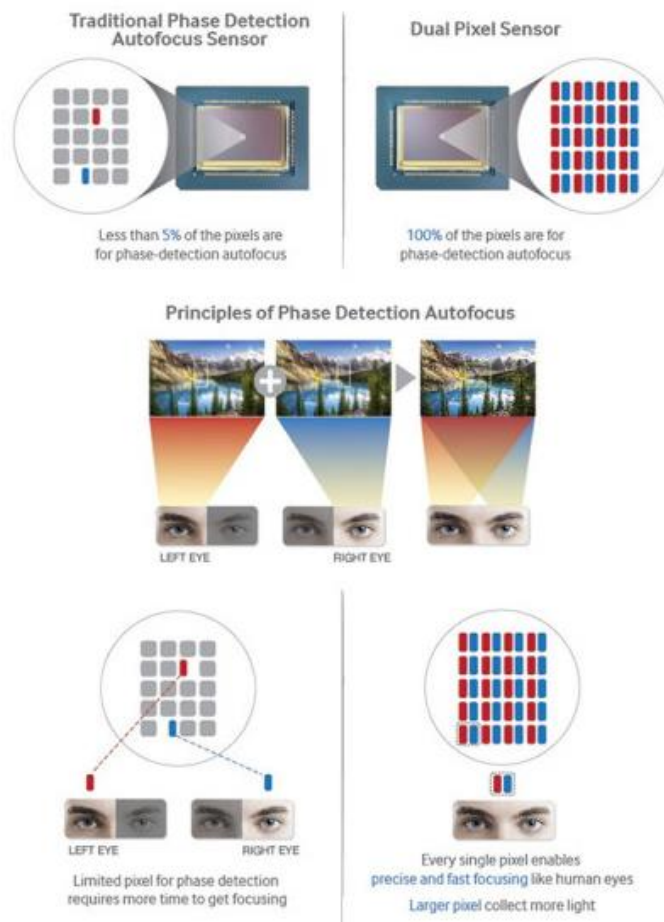 Traditional Phase Detection
Autofocus Sensor
Dual Pixel Sensor
Less than 5% of the pixels are
for phase-detection autofocus
100% of the pixels are for
phase-detection autofocus
Principles of Phase Detection Autofocus
LEFT EYE
RIGHT EYE
LEFT EYE
RIGHT EYE
Limited pixel for phase detection
requires more time to get focusing
Every single pixel enables
precise and fast focusing like human eyes
Larger pixel collect more light